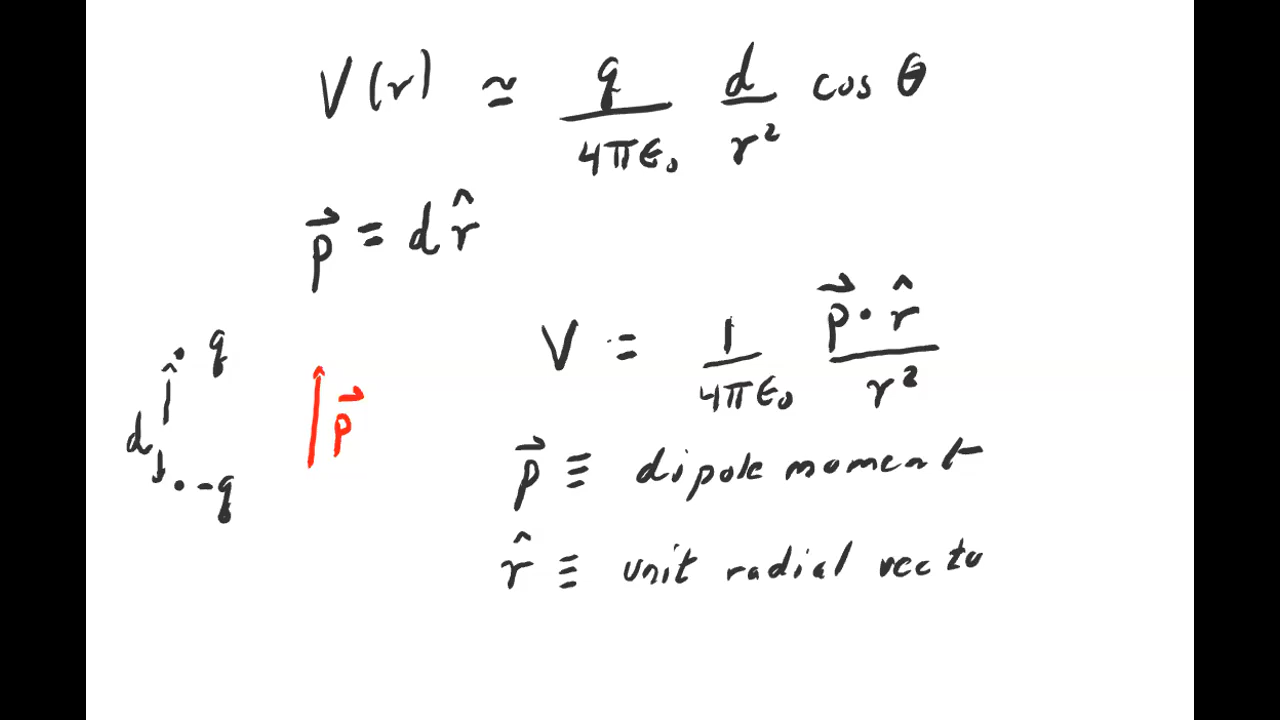 V(r) ≃ q/4πϵ₀ d/r² cos θ
p⃗ = d r̂
V = 1/4πϵ₀ p⃗·r̂/r²
q
d
-q
p⃗
p⃗ ≡ dipole moment
r̂ ≡ unit radial vecto